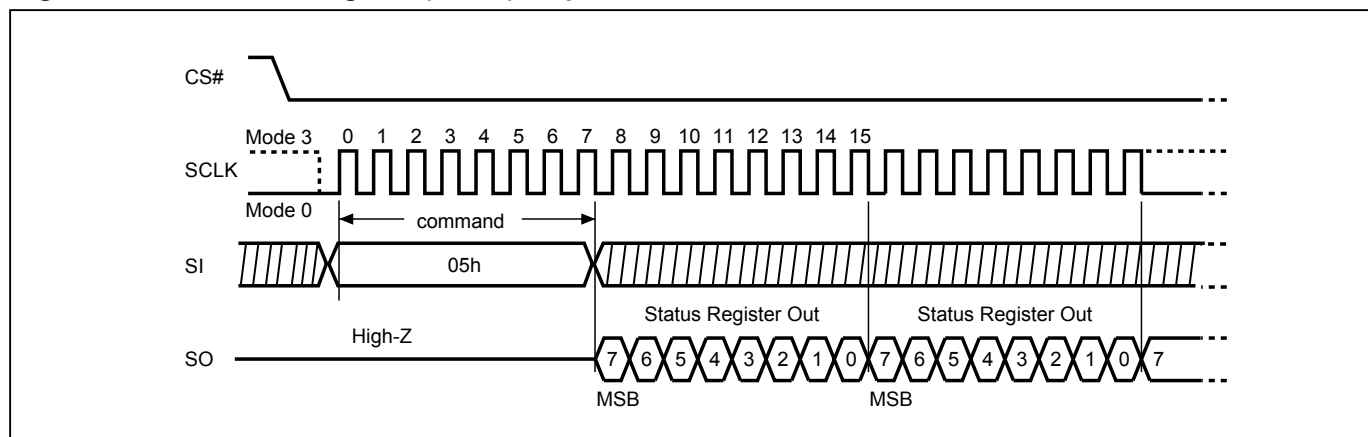 CS#
Mode 3 0 1 2 3 4 5 6 7 8 9 10 11 12 13 14 15
SCLK
Mode 0
command
SI 05h
Status Register Out Status Register Out
High-Z
SO 7 6 5 4 3 2 1 0 7 6 5 4 3 2 1 0 7
MSB MSB